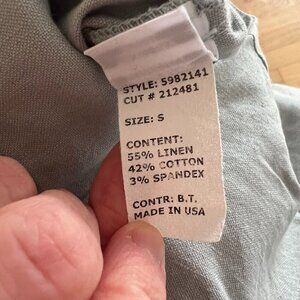 STYLE: 5982141
CUT # 212481
SIZE: S
CONTENT:
55% LINEN
42% COTTON
3% SPANDEX
CONTR: B.T.
MADE IN USA